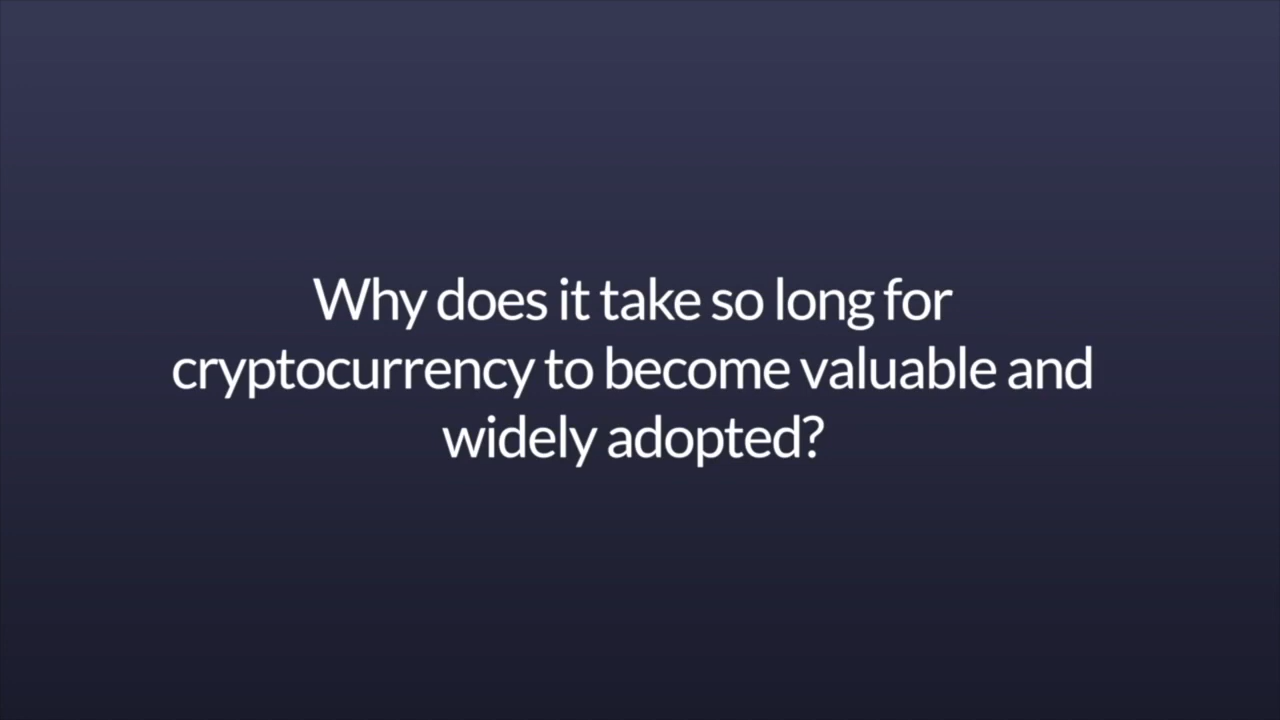 Why does it take so long for
cryptocurrency to become valuable and
widely adopted?